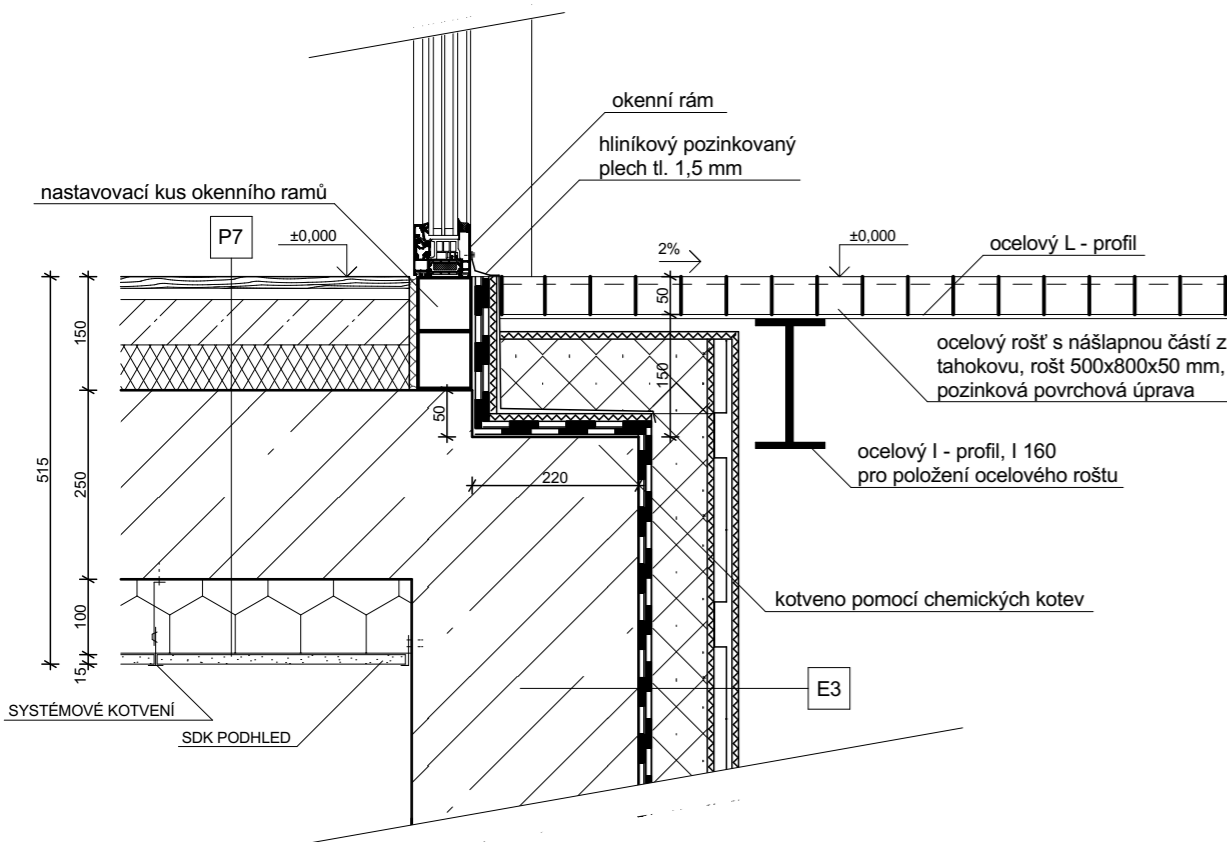 okenní rám
hliníkový pozinkovaný
plech tl. 1,5 mm
nastavovací kus okenního ramů
P7
±0,000
2%
±0,000
ocelový L - profil
50
150
150
50
ocelový rošť s nášlapnou částí z
tahokovu, rošt 500x800x50 mm,
pozinková povrchová úprava
ocelový I - profil, I 160
pro položení ocelového roštu
220
515
250
100
15
kotveno pomocí chemických kotev
E3
SYSTÉMOVÉ KOTVENÍ
SDK PODHLED